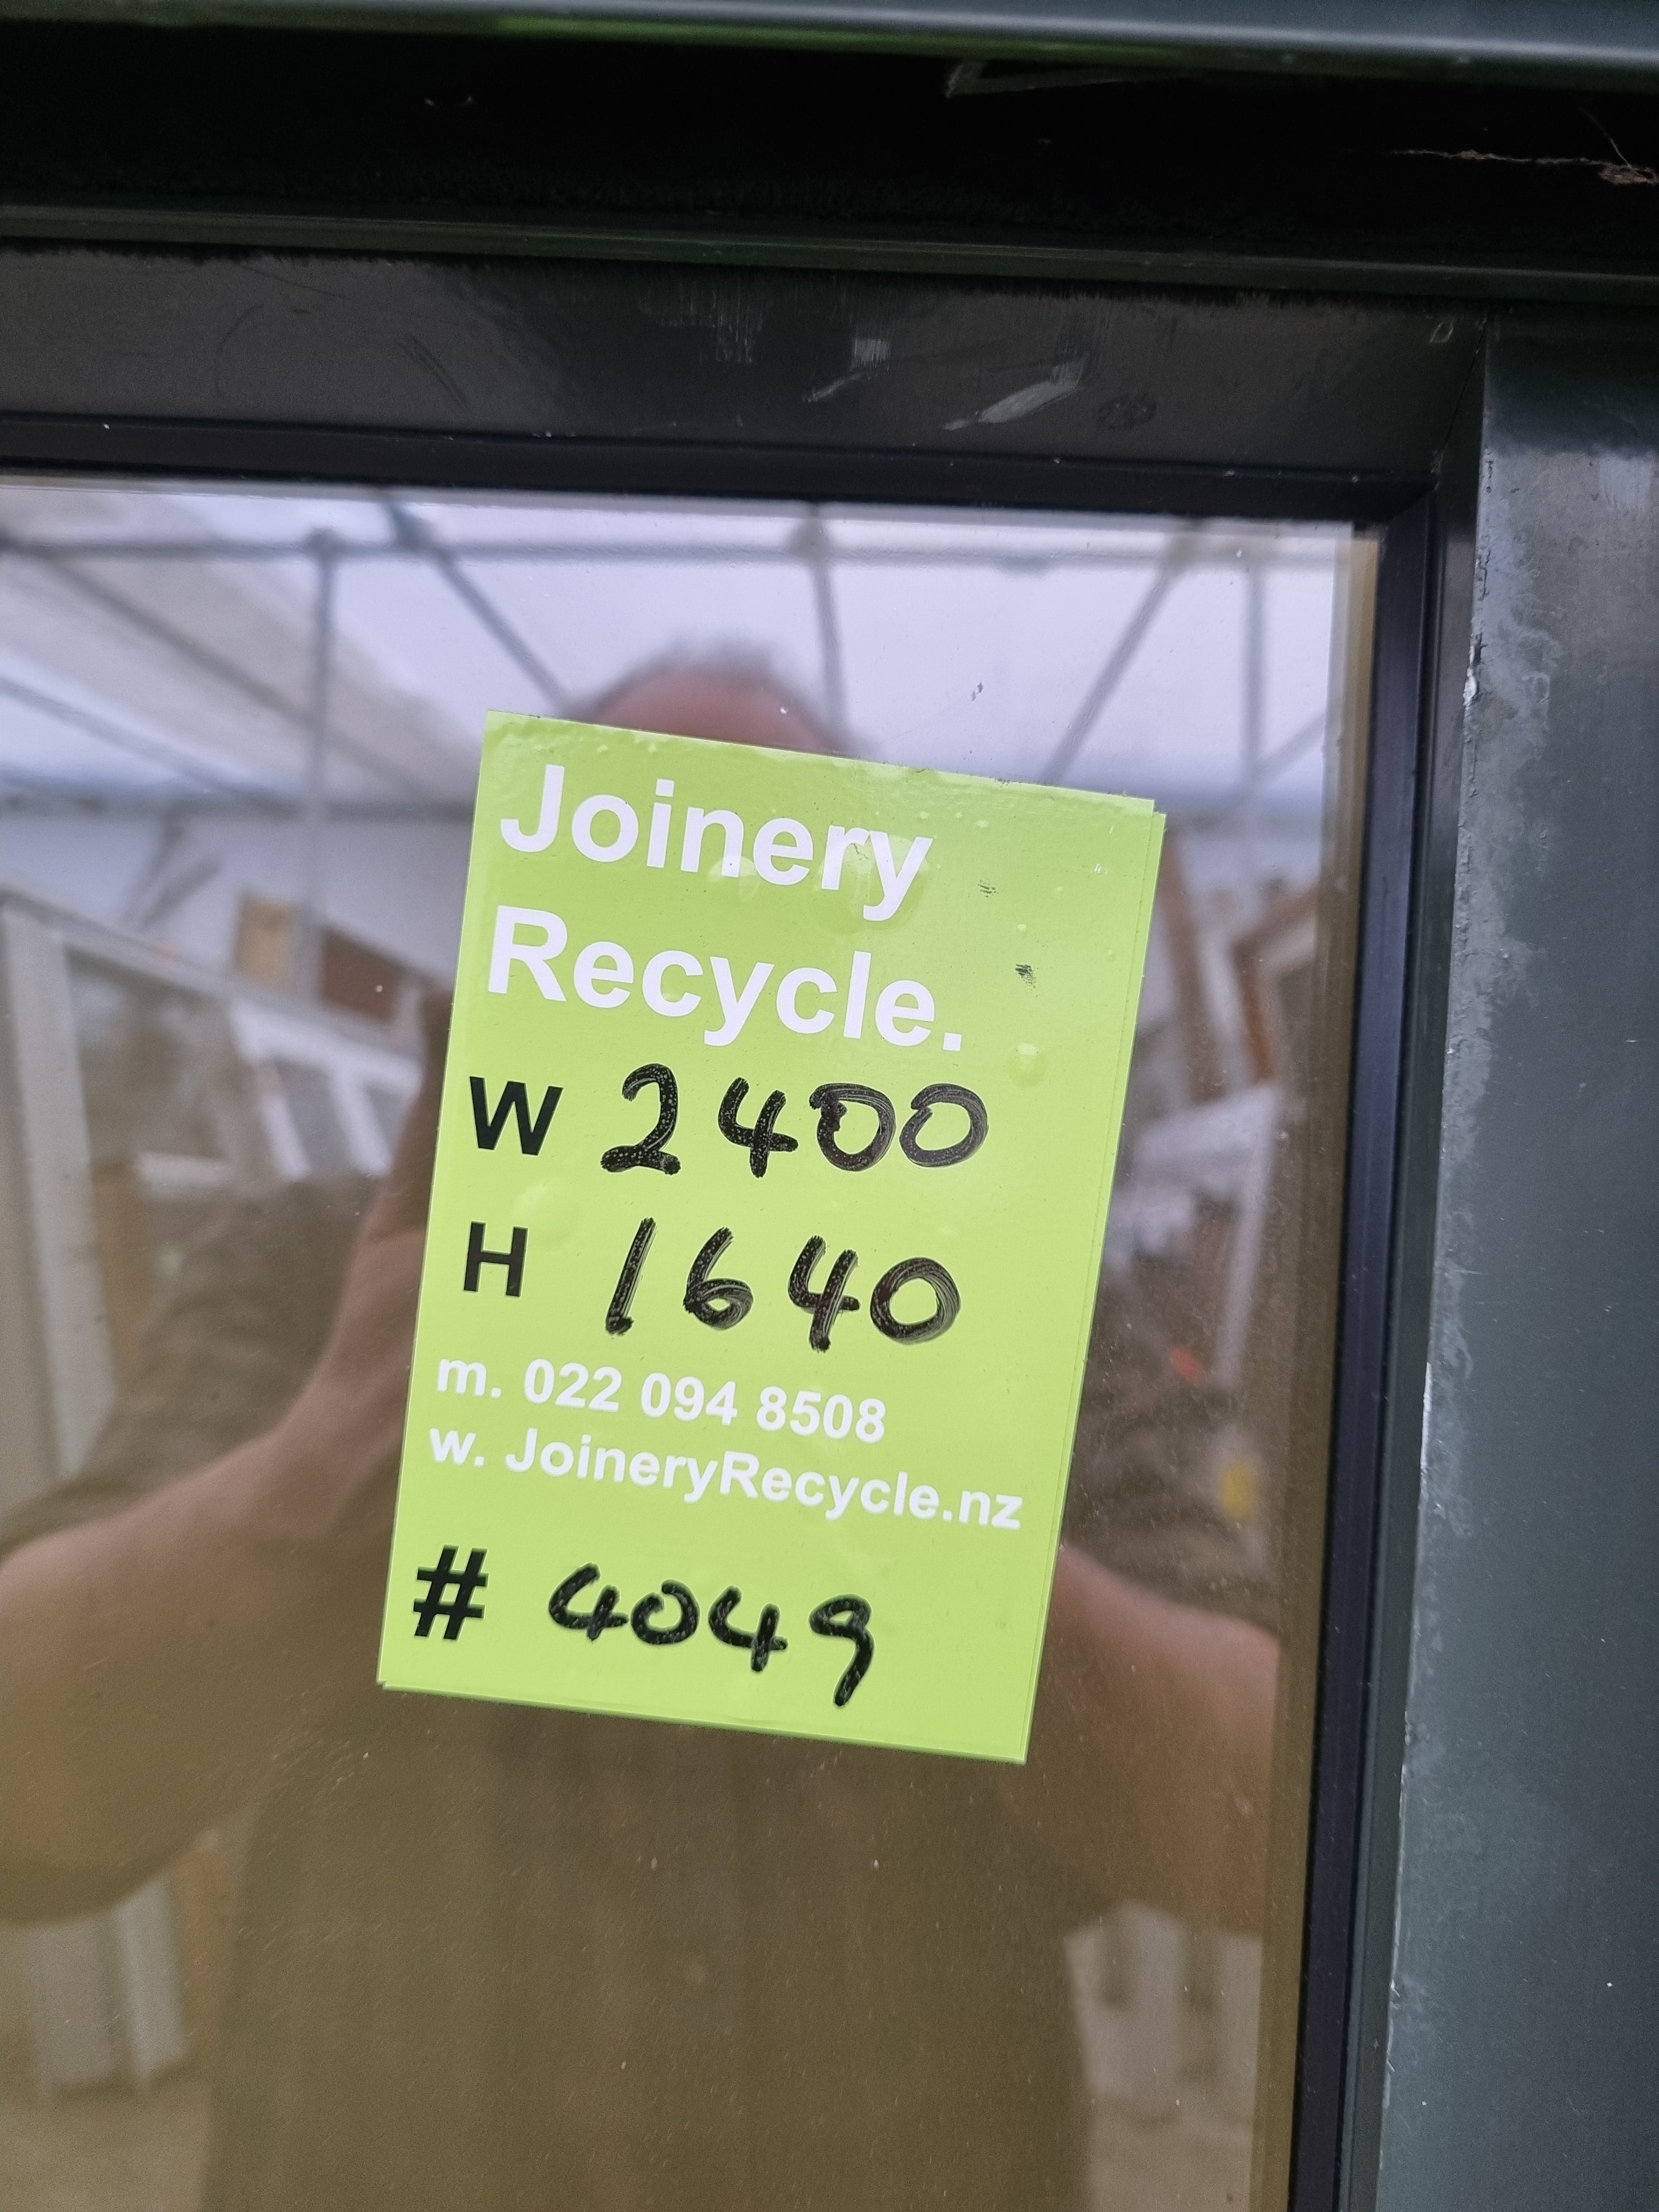 Joinery
Recycle.
W 2400
H 1640
m. 022 094 8508
w. JoineryRecycle.nz
# 4049